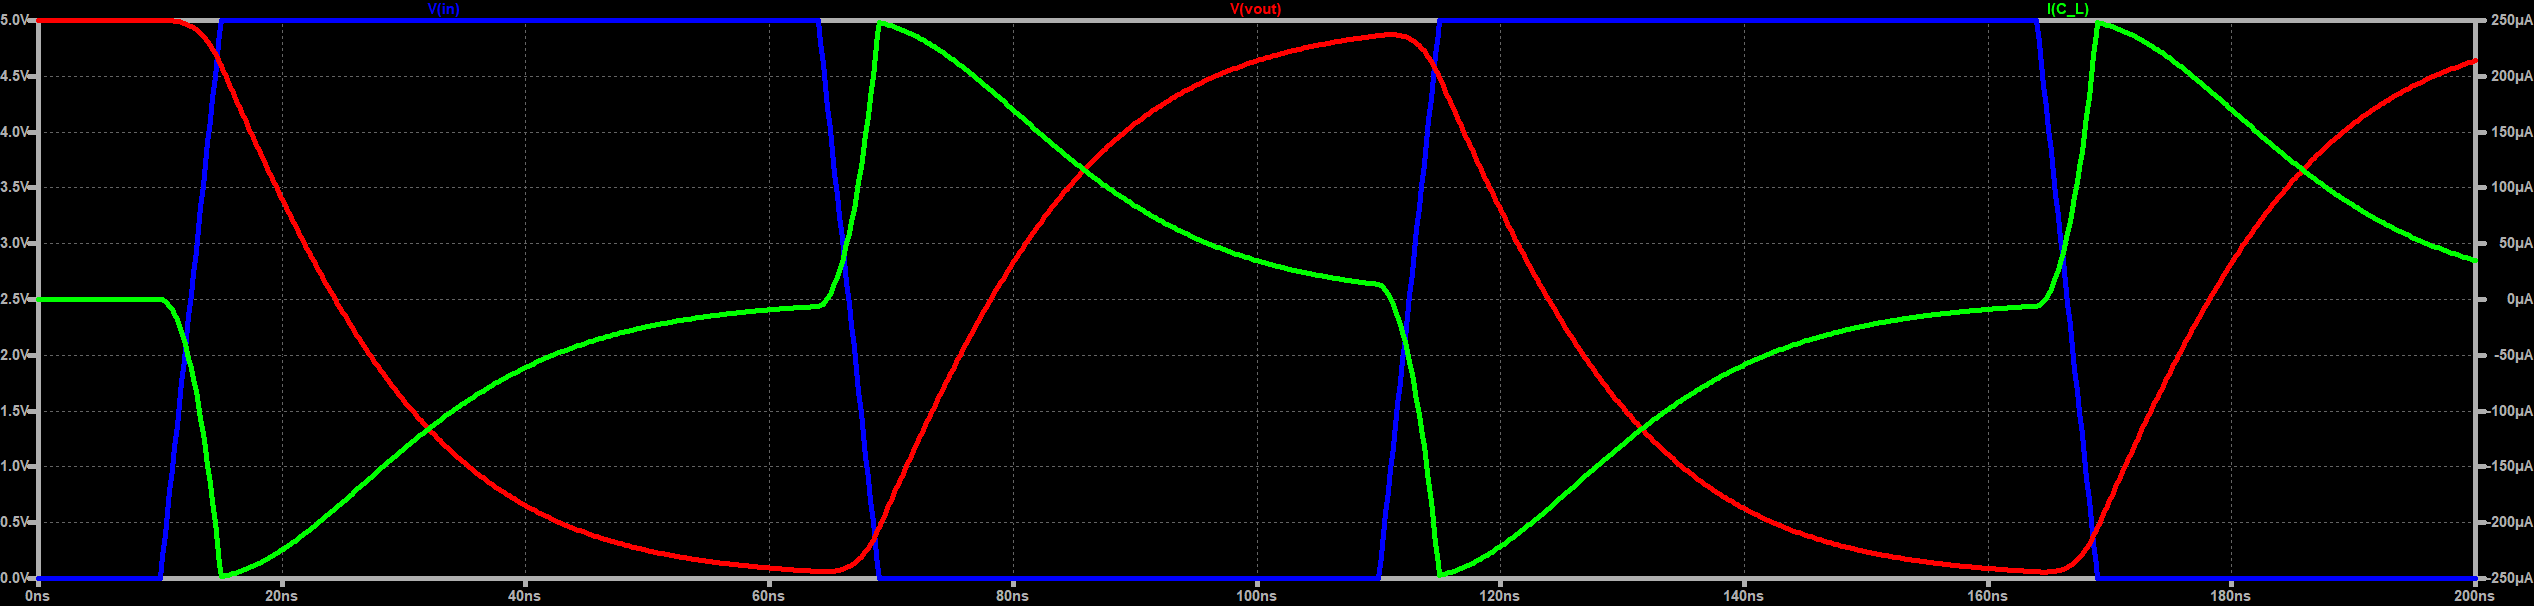 V(in) V(vout) I(C_L)
5.0V 250µA
4.5V 200µA
4.0V 150µA
3.5V 100µA
3.0V 50µA
2.5V 0µA
2.0V -50µA
1.5V -100µA
1.0V -150µA
0.5V -200µA
0.0V -250µA
0ns 20ns 40ns 60ns 80ns 100ns 120ns 140ns 160ns 180ns 200ns